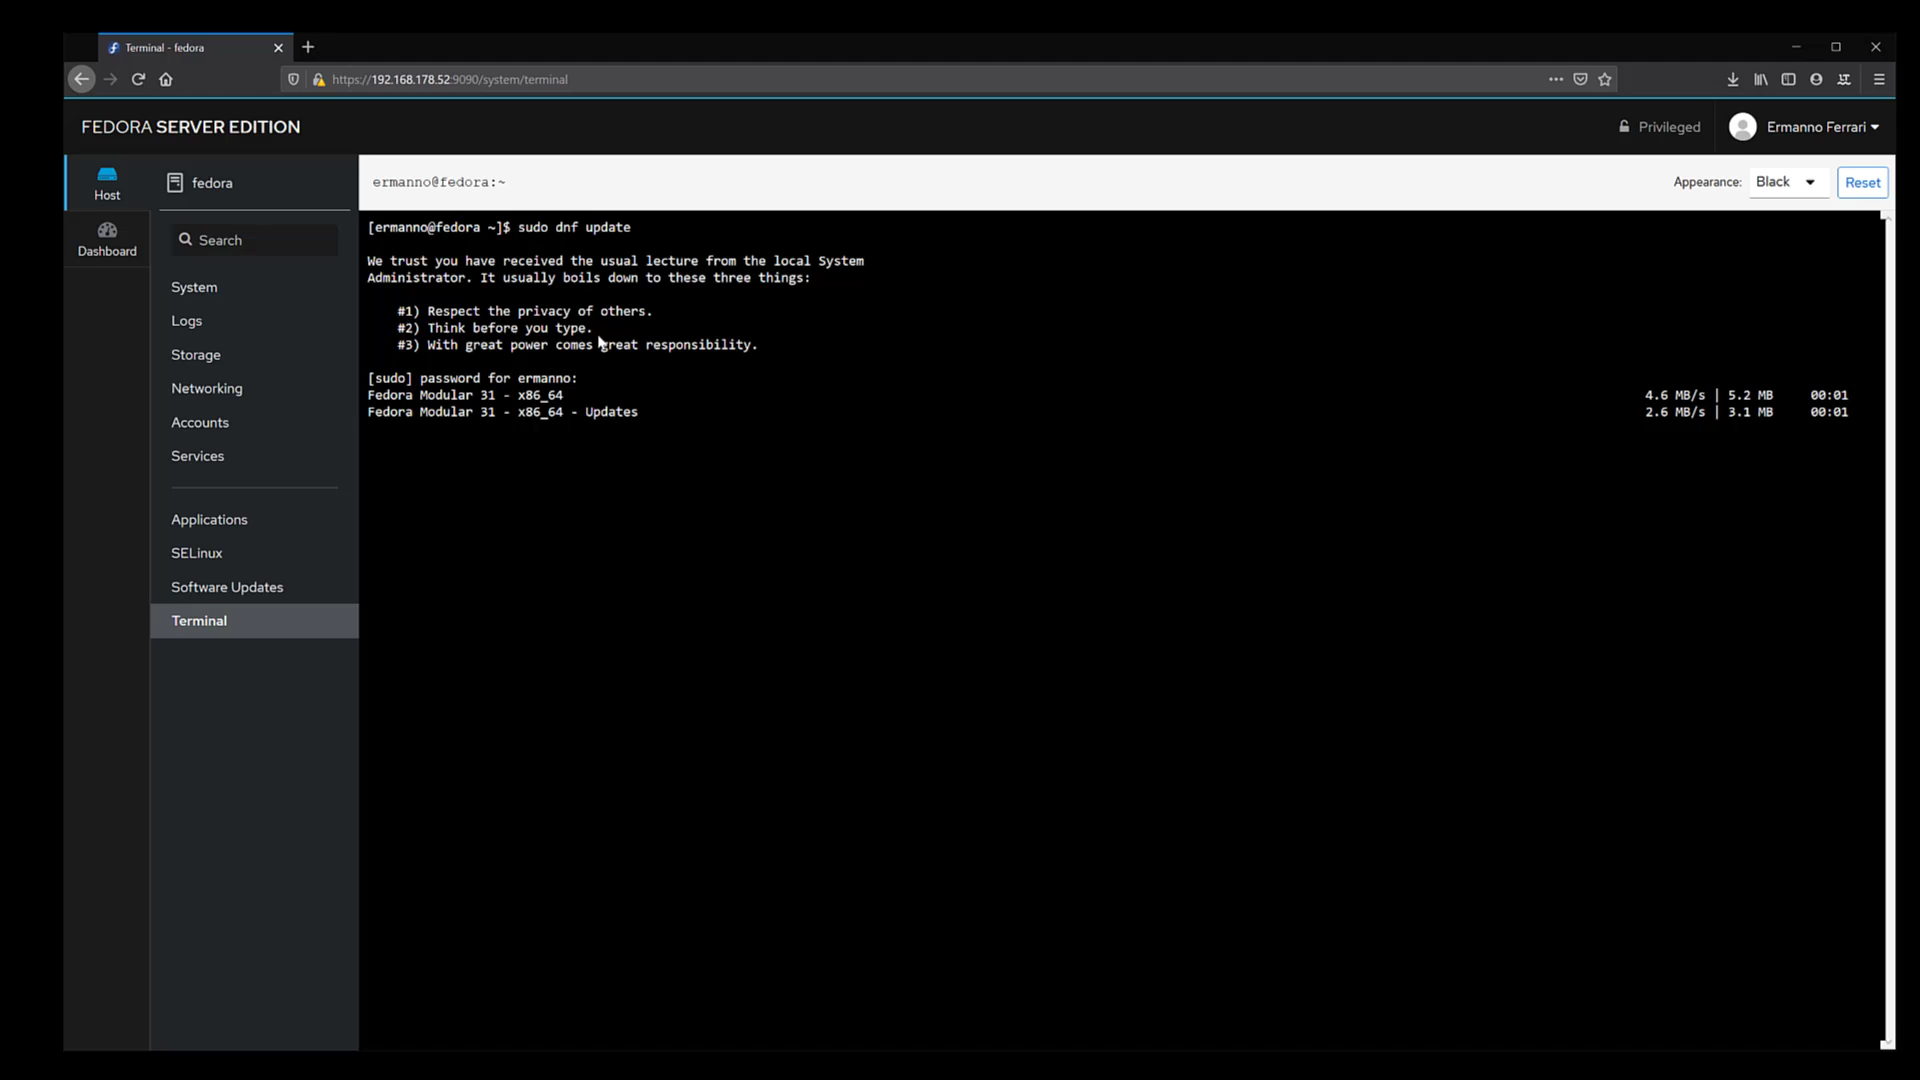 Terminal - fedora
https://192.168.178.52:9090/system/terminal
FEDORA SERVER EDITION
Privileged
Ermanno Ferrari
Host
Dashboard
fedora
Search
System
Logs
Storage
Networking
Accounts
Services
Applications
SELinux
Software Updates
Terminal
ermanno@fedora:~
Appearance: Black
Reset
[ermanno@fedora ~]$ sudo dnf update
We trust you have received the usual lecture from the local System
Administrator. It usually boils down to these three things:
#1) Respect the privacy of others.
#2) Think before you type.
#3) With great power comes great responsibility.
[sudo] password for ermanno:
Fedora Modular 31 - x86_64 4.6 MB/s | 5.2 MB 00:01
Fedora Modular 31 - x86_64 - Updates 2.6 MB/s | 3.1 MB 00:01